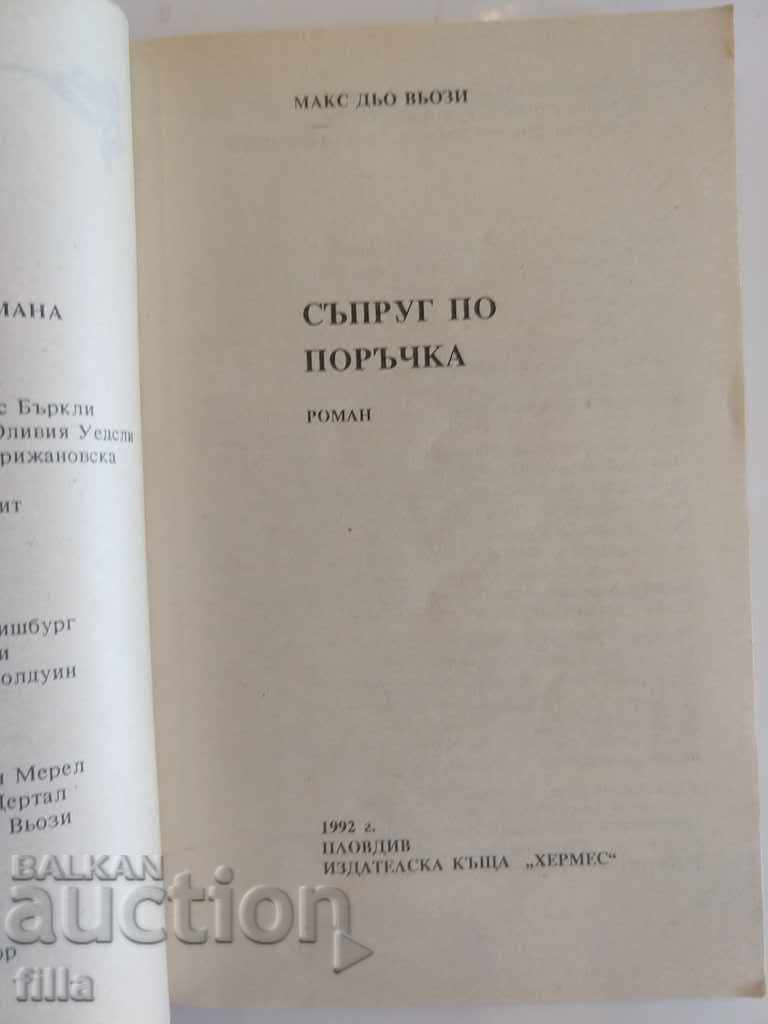 МАНА
с Бъркли
Оливия Уедсли
рижановска
ит
ишбург
и
олдуин
и Мерел
Дертал
Вьози
ор
МАКС ДЬО ВЬОЗИ
СЪПРУГ ПО
ПОРЪЧКА
РОМАН
1992 г.
ПЛОВДИВ
ИЗДАТЕЛСКА КЪЩА „ХЕРМЕС“
BALKAN
auction
filla